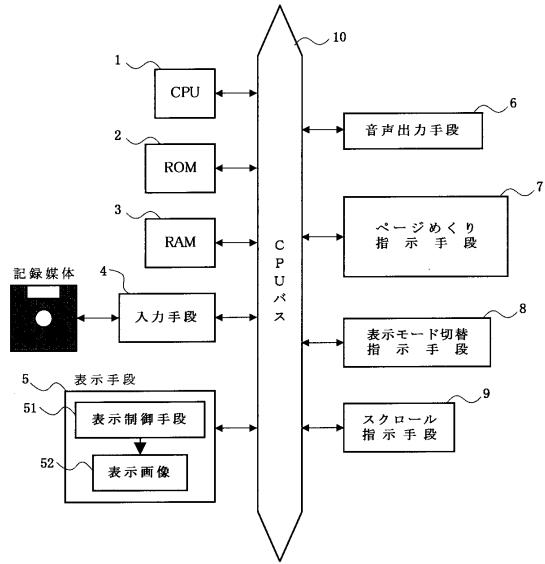 10
1
CPU
2
ROM
3
RAM
記録媒体
4
入力手段
5
表示手段
51
表示制御手段
52
表示画像
CPUバス
6
音声出力手段
7
ページめくり
指示手段
8
表示モード切替
指示手段
9
スクロール
指示手段